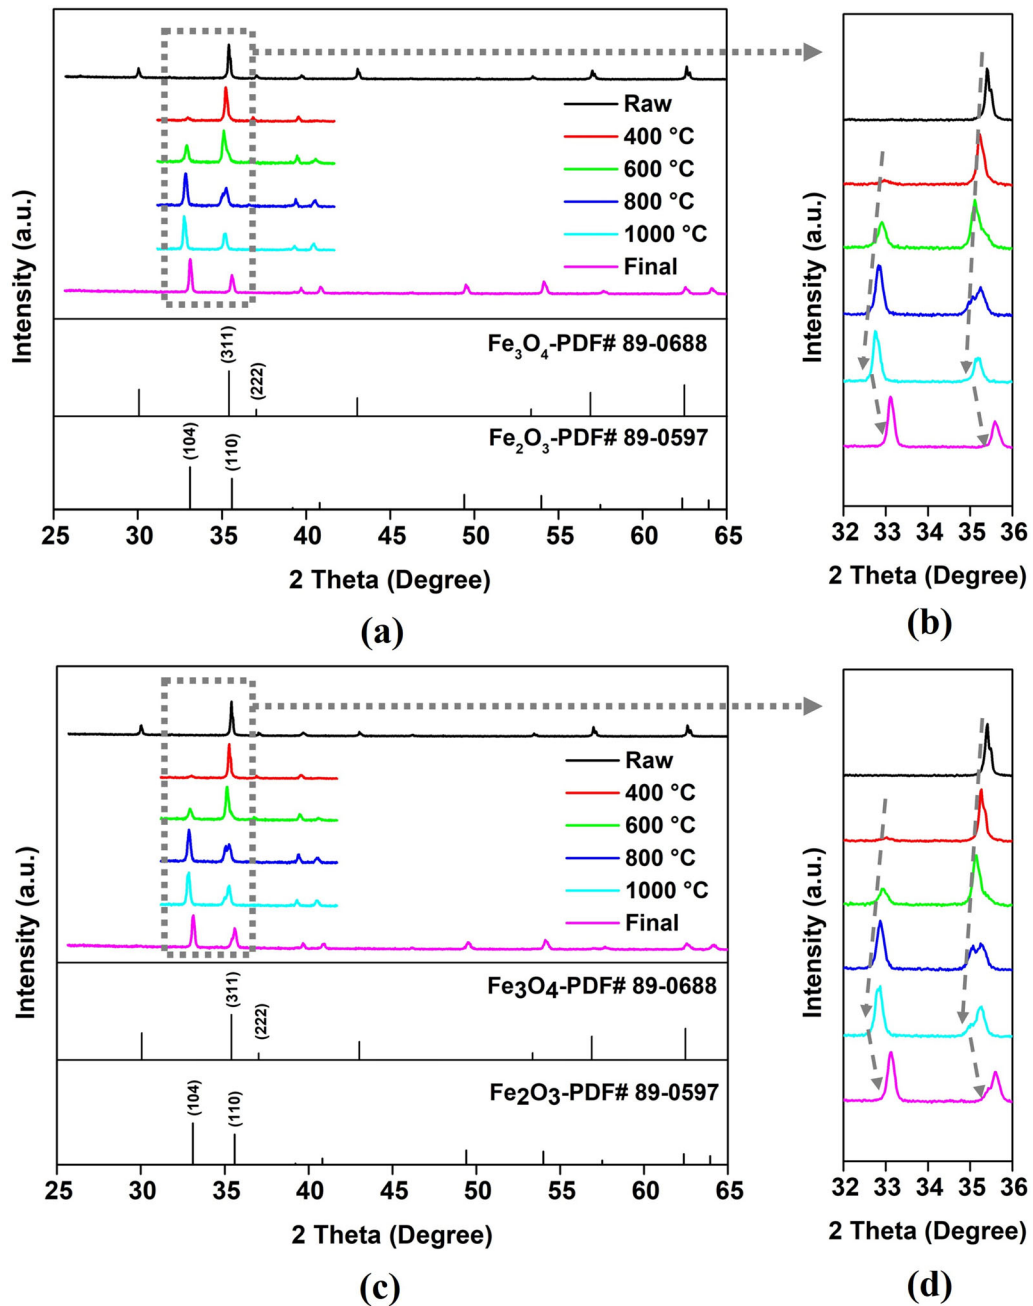 Intensity (a.u.)
Raw
400 °C
600 °C
800 °C
1000 °C
Final
Fe₃O₄-PDF# 89-0688
(311)
(222)
Fe₂O₃-PDF# 89-0597
(104)
(110)
25 30 35 40 45 50 55 60 65
2 Theta (Degree)
(a)
Intensity (a.u.)
32 33 34 35 36
2 Theta (Degree)
(b)
Intensity (a.u.)
Raw
400 °C
600 °C
800 °C
1000 °C
Final
Fe3O4-PDF# 89-0688
(311)
(222)
Fe2O3-PDF# 89-0597
(104)
(110)
25 30 35 40 45 50 55 60 65
2 Theta (Degree)
(c)
Intensity (a.u.)
32 33 34 35 36
2 Theta (Degree)
(d)